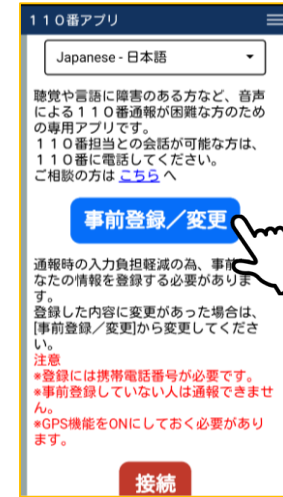 110番アプリ
Japanese - 日本語
聴覚や言語に障害のある方など、音声
による110番通報が困難な方のため
の専用アプリです。
110番担当との会話が可能な方は、
110番に電話してください。
ご相談の方は こちら へ
事前登録/変更
通報時の入力負担軽減の為、事前
なたの情報を登録する必要がありま
す。
登録した内容に変更があった場合は、
[事前登録/変更]から変更してくださ
い。
注意
※登録には携帯電話番号が必要です。
※事前登録していない人は通報できませ
ん。
※GPS機能をONにしておく必要があり
ます。
接続